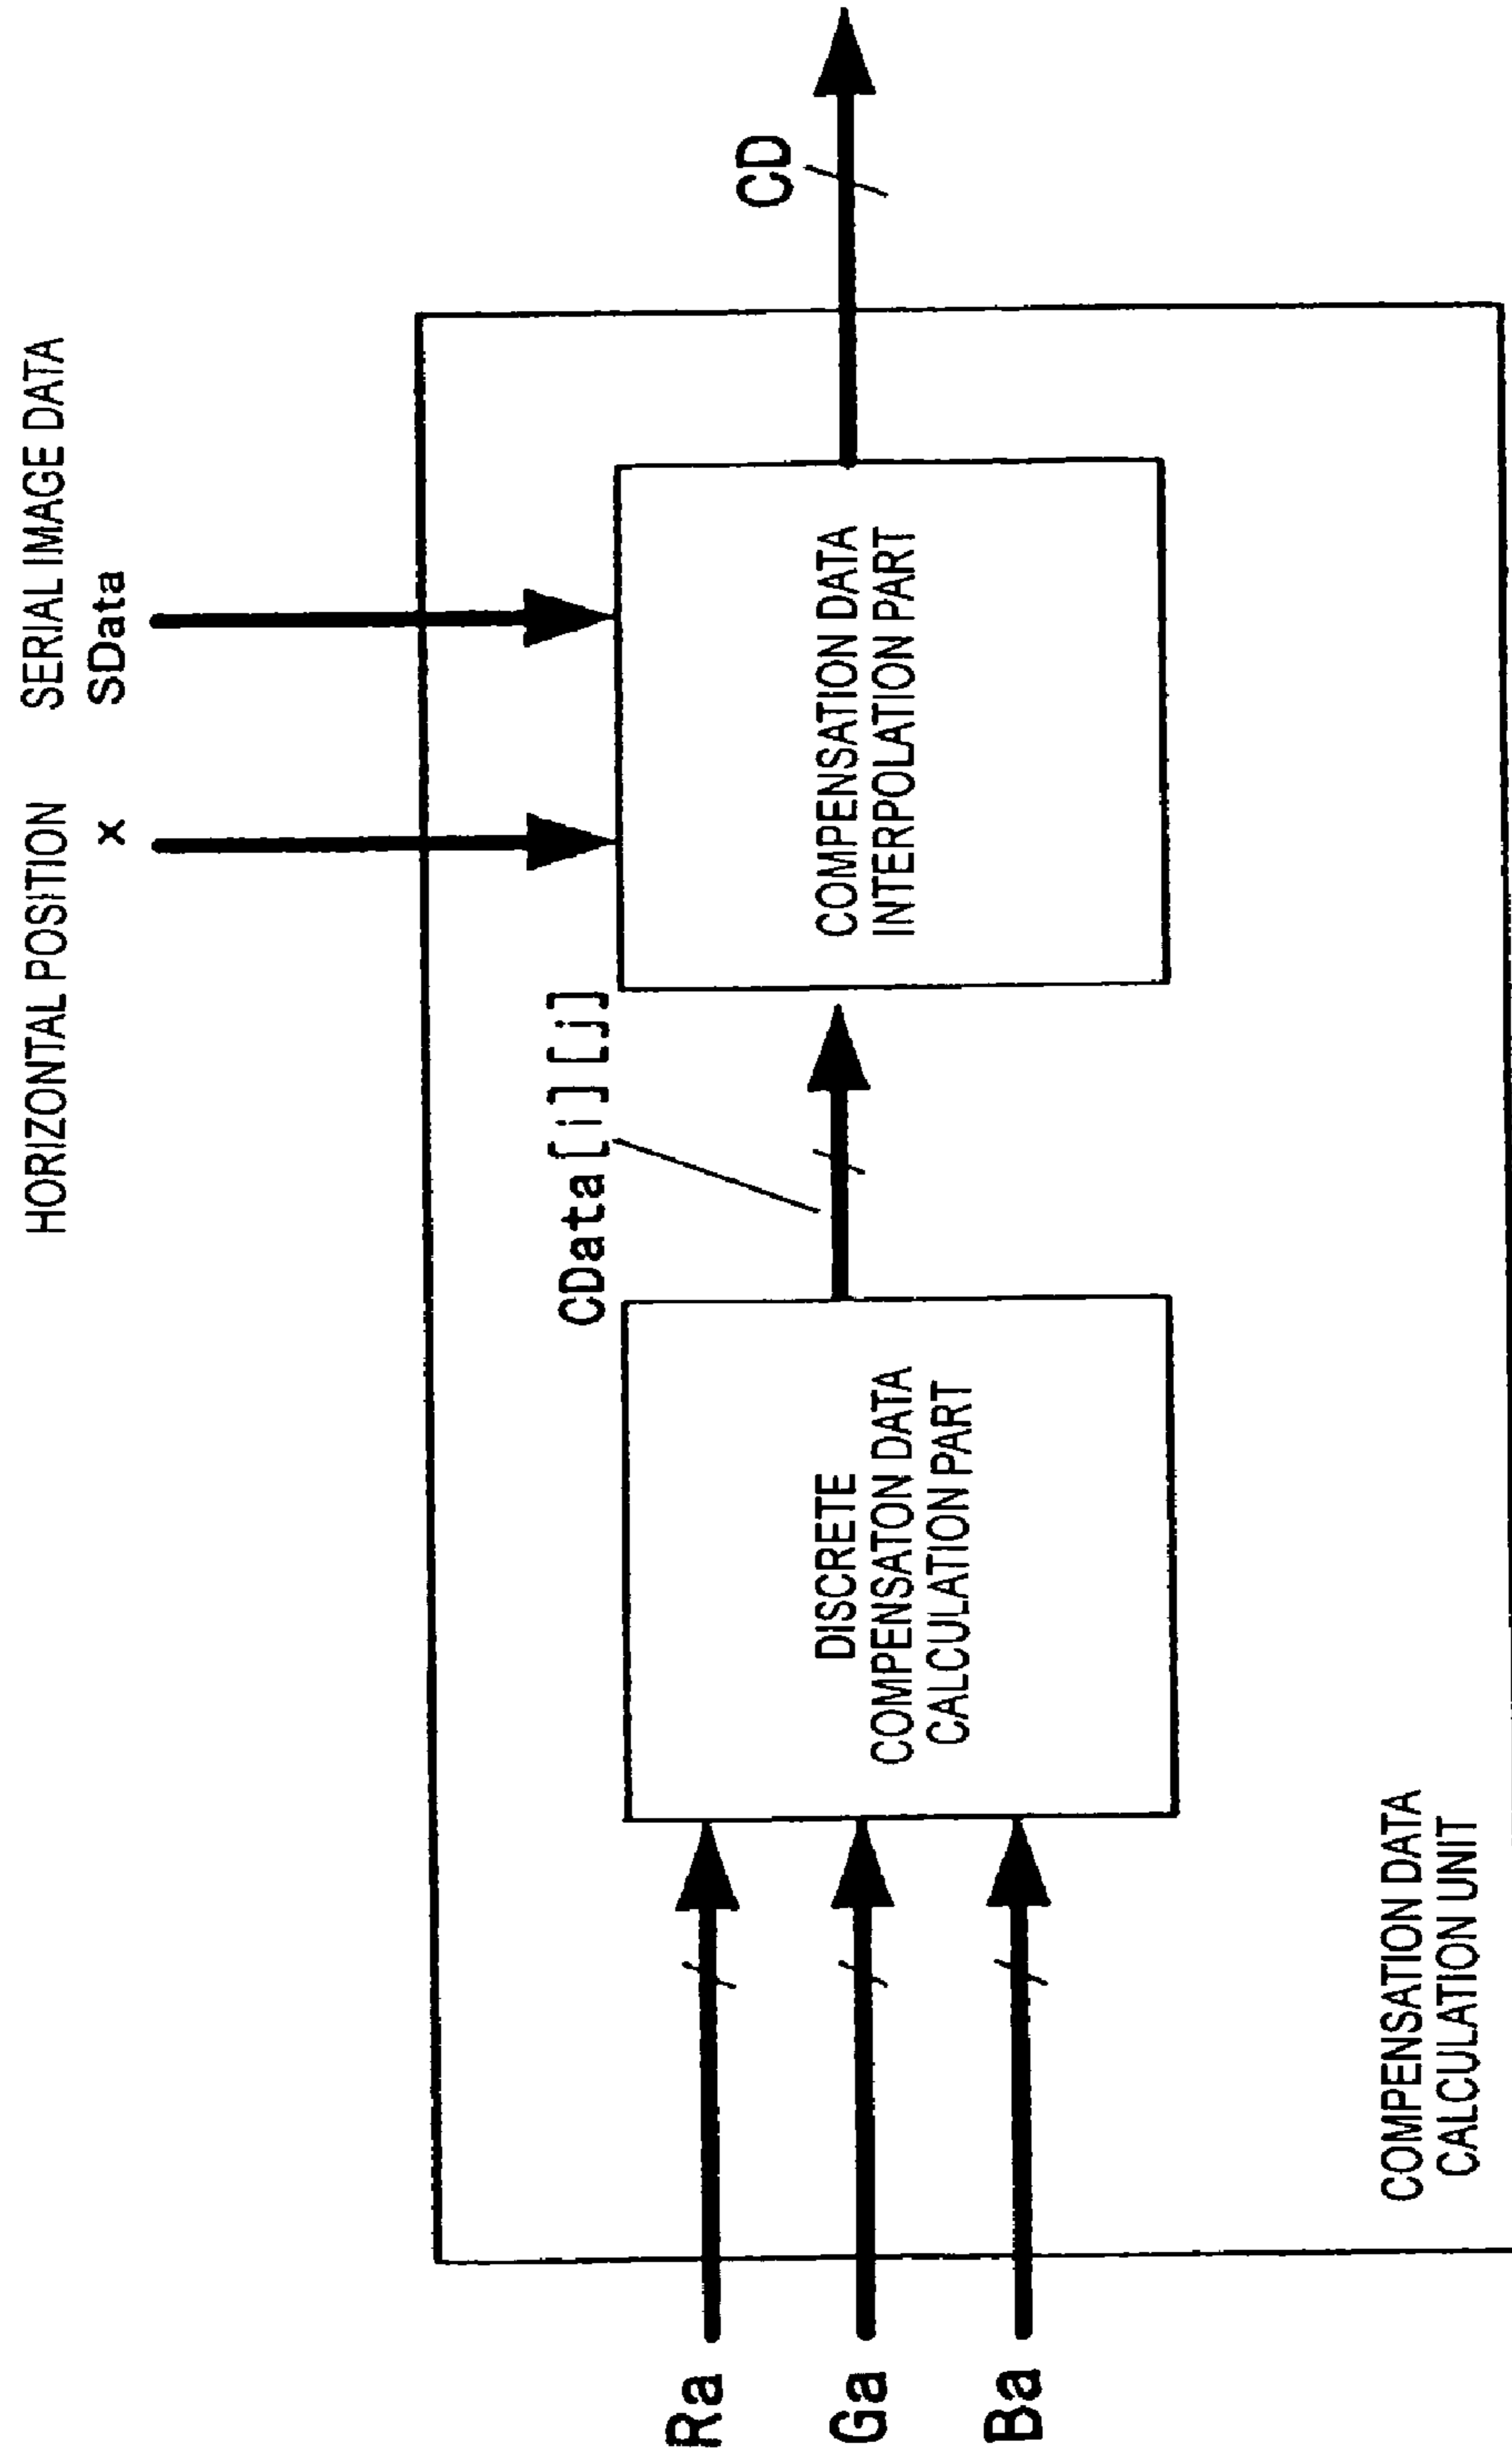 HORIZONTAL POSITION
x
SERIAL IMAGE DATA
SData
CData[i][j]
CD
Ra
Ga
Ba
DISCRETE
COMPENSATON DATA
CALCULATION PART
COMPENSATION DATA
INTERPOLATION PART
COMPENSATION DATA
CALCULATION UNIT